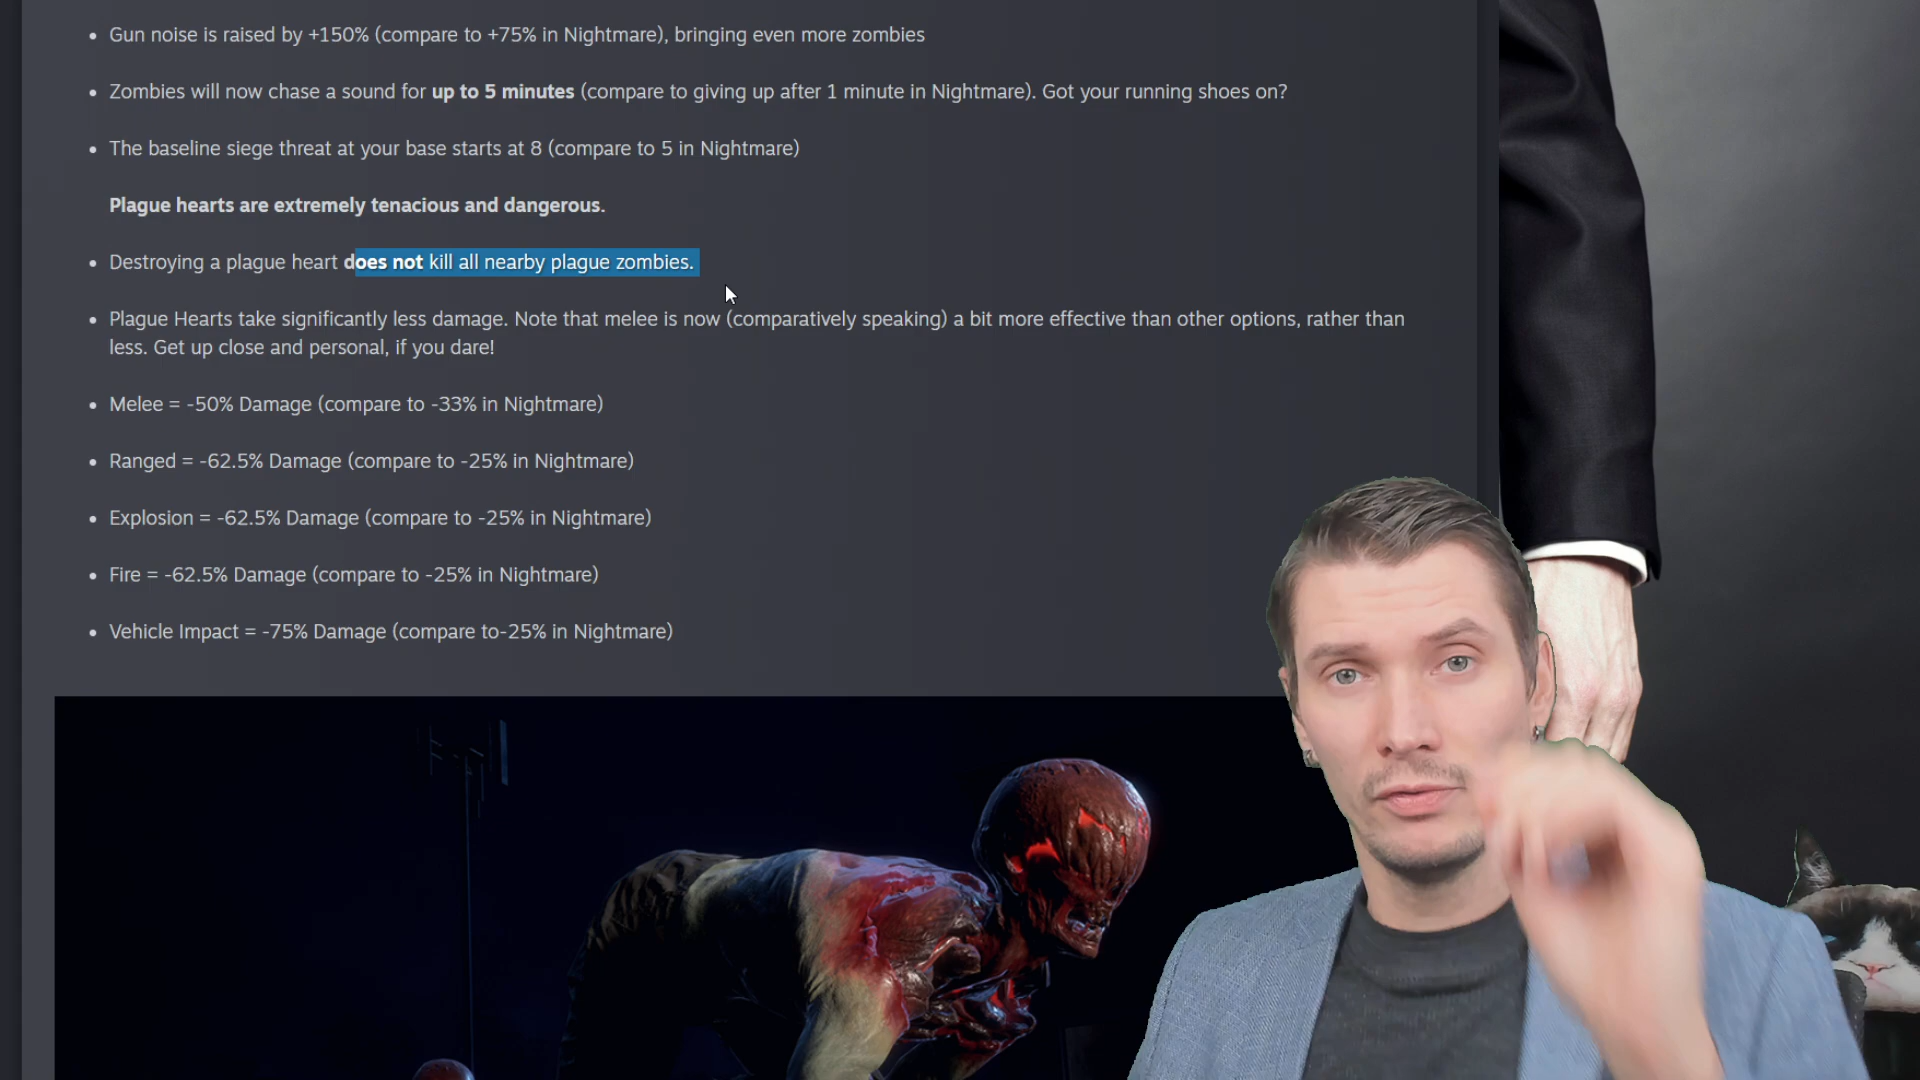 Gun noise is raised by +150% (compare to +75% in Nightmare), bringing even more zombies
Zombies will now chase a sound for up to 5 minutes (compare to giving up after 1 minute in Nightmare). Got your running shoes on?
The baseline siege threat at your base starts at 8 (compare to 5 in Nightmare)
Plague hearts are extremely tenacious and dangerous.
Destroying a plague heart does not kill all nearby plague zombies.
Plague Hearts take significantly less damage. Note that melee is now (comparatively speaking) a bit more effective than other options, rather than
less. Get up close and personal, if you dare!
Melee = -50% Damage (compare to -33% in Nightmare)
Ranged = -62.5% Damage (compare to -25% in Nightmare)
Explosion = -62.5% Damage (compare to -25% in Nightmare)
Fire = -62.5% Damage (compare to -25% in Nightmare)
Vehicle Impact = -75% Damage (compare to-25% in Nightmare)